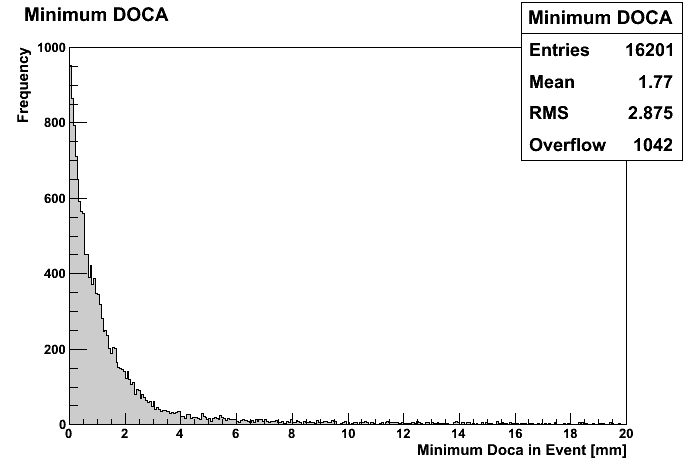 Minimum DOCA
Minimum DOCA
Entries 16201
Mean 1.77
RMS 2.875
Overflow 1042
Frequency
1000
800
600
400
200
0
0 2 4 6 8 10 12 14 16 18 20
Minimum Doca in Event [mm]